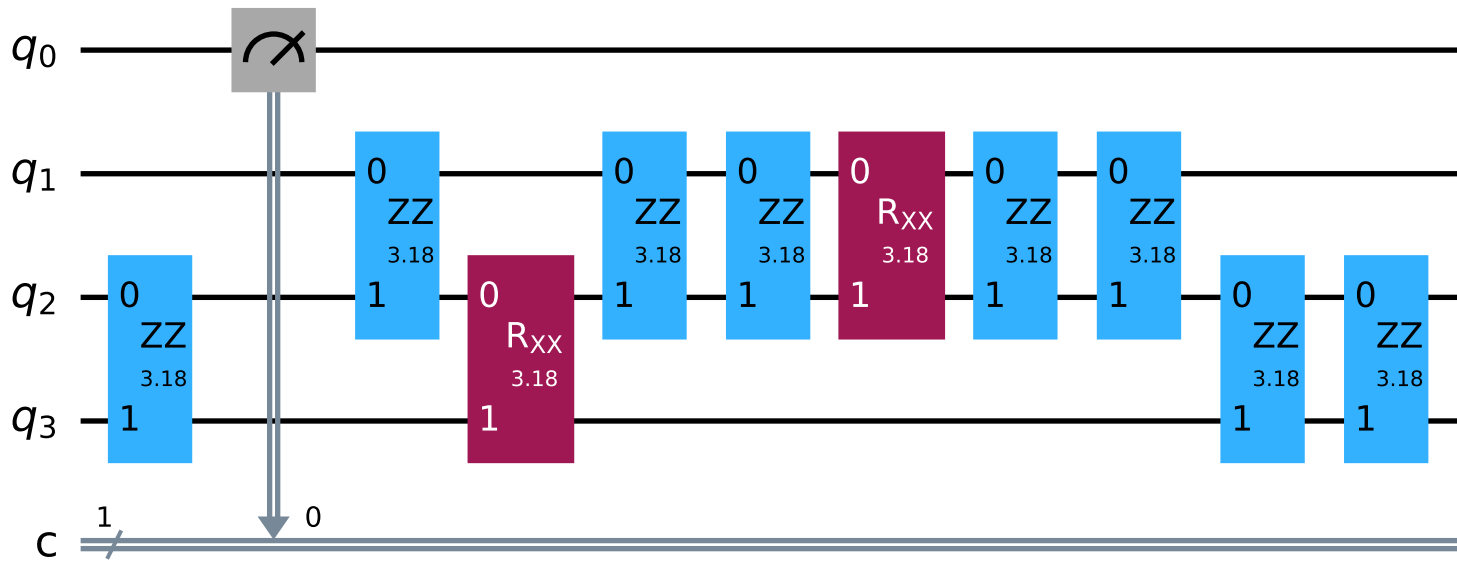 q0
0 0 0 0 0 0
q1
ZZ ZZ ZZ RXX ZZ ZZ
3.18 3.18 3.18 3.18 3.18 3.18
q2
0 1 0 1 1 1 1 1 0 0
ZZ RXX ZZ ZZ
3.18 3.18 3.18 3.18
q3
1 1 1 1
1 0
c